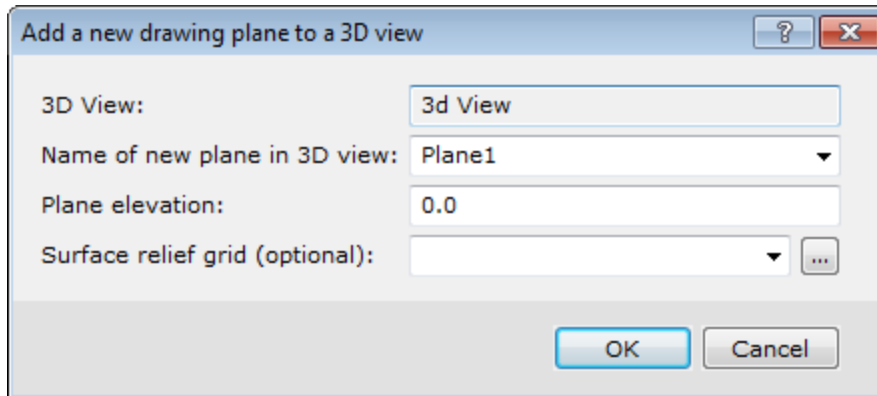 Add a new drawing plane to a 3D view ?
3D View: 3d View
Name of new plane in 3D view: Plane1
Plane elevation: 0.0
Surface relief grid (optional): ...
OK Cancel